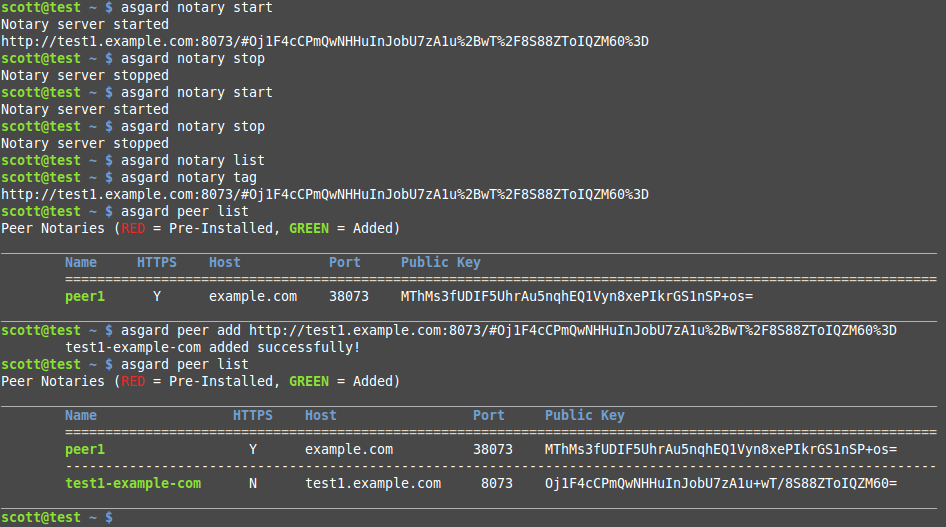 scott@test ~ $ asgard notary start
Notary server started
http://test1.example.com:8073/#Oj1F4cCPmQwNHHuInJobU7zA1u%2BwT%2F8S88ZToIQZM60%3D
scott@test ~ $ asgard notary stop
Notary server stopped
scott@test ~ $ asgard notary start
Notary server started
scott@test ~ $ asgard notary stop
Notary server stopped
scott@test ~ $ asgard notary list
scott@test ~ $ asgard notary tag
http://test1.example.com:8073/#Oj1F4cCPmQwNHHuInJobU7zA1u%2BwT%2F8S88ZToIQZM60%3D
scott@test ~ $ asgard peer list
Peer Notaries (RED = Pre-Installed, GREEN = Added)
Name HTTPS Host Port Public Key
peer1 Y example.com 38073 MThMs3fUDIF5UhrAu5nqhEQ1Vyn8xePIkrGS1nSP+os=
scott@test ~ $ asgard peer add http://test1.example.com:8073/#Oj1F4cCPmQwNHHuInJobU7zA1u%2BwT%2F8S88ZToIQZM60%3D
test1-example-com added successfully!
scott@test ~ $ asgard peer list
Peer Notaries (RED = Pre-Installed, GREEN = Added)
Name HTTPS Host Port Public Key
peer1 Y example.com 38073 MThMs3fUDIF5UhrAu5nqhEQ1Vyn8xePIkrGS1nSP+os=
test1-example-com N test1.example.com 8073 Oj1F4cCPmQwNHHuInJobU7zA1u+wT/8S88ZToIQZM60=
scott@test ~ $